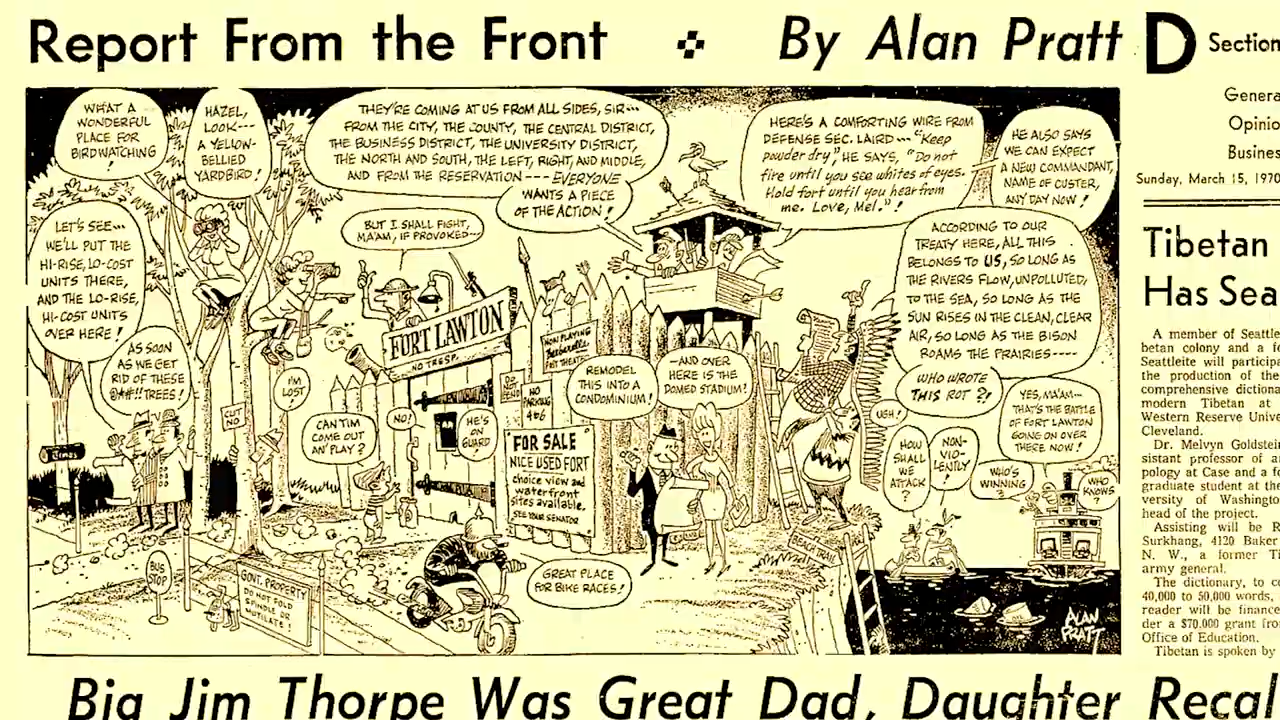 Report From the Front
By Alan Pratt
D Section
Genera
Opinio
Busines
Sunday, March 15, 1970
WHAT A
WONDERFUL
PLACE FOR
BIRDWATCHING
!
HAZEL,
LOOK---
A YELLOW-
BELLIED
YARDBIRD!
THEY'RE COMING AT US FROM ALL SIDES, SIR---
FROM THE CITY, THE COUNTY, THE CENTRAL DISTRICT,
THE BUSINESS DISTRICT, THE UNIVERSITY DISTRICT,
THE NORTH AND SOUTH, THE LEFT, RIGHT, AND MIDDLE,
AND FROM THE RESERVATION --- EVERYONE
WANTS A PIECE
OF THE ACTION!
HERE'S A COMFORTING WIRE FROM
DEFENSE SEC. LAIRD --- "Keep
powder dry," HE SAYS, "Do not
fire until you see whites of eyes.
Hold fort until you hear from
me. Love, Mel."!
HE ALSO SAYS
WE CAN EXPECT
A NEW COMMANDANT,
NAME OF CUSTER,
ANY DAY NOW!
LET'S SEE---
WE'LL PUT THE
HI-RISE, LO-COST
UNITS THERE,
AND THE LO-RISE,
HI-COST UNITS
OVER HERE!
BUT I SHALL FIGHT,
MA'AM, IF PROVOKED---
ACCORDING TO OUR
TREATY HERE, ALL THIS
BELONGS TO US, SO LONG AS
THE RIVERS FLOW, UNPOLLUTED,
TO THE SEA, SO LONG AS THE
SUN RISES IN THE CLEAN, CLEAR
AIR, SO LONG AS THE BISON
ROAMS THE PRAIRIES----
WHO WROTE
THIS ROT?!
AS SOON
AS WE GET
RID OF THESE
@#!! TREES!
I'M
LOST!
FORT LAWTON
NO TRESP.
NOW PLAYING
NO
PARKING
4 to 6
REMODEL
THIS INTO A
CONDOMINIUM!
--AND OVER
HERE IS THE
DOMED STADIUM!
YES, MA'AM---
THAT'S THE BATTLE
OF FORT LAWTON
GOING ON OVER
THERE NOW!
UGH!
HOW
SHALL
WE
ATTACK
?
NON-
VIO-
LENTLY
!
WHO'S
WINNING
?
WHO
KNOWS
?
CUT
NO
CAN TIM
COME OUT
AN' PLAY?
NO!
HE'S
ON
GUARD
!
FOR SALE
NICE USED FORT
choice view and
waterfront
sites available.
SEE YOUR SENATOR
Times
BUS
STOP
GOVT. PROPERTY
DO NOT FOLD
SPINDLE OR
MUTILATE!
GREAT PLACE
FOR BIKE RACES!
BEACH TRAIL
ALAN
PRATT
Tibetan
Has Sea
A member of Seattle
betan colony and a fo
Seattleite will particip
the production of the
comprehensive diction
modern Tibetan at
Western Reserve Unive
Cleveland.
Dr. Melvyn Goldstei
sistant professor of an
pology at Case and a f
graduate student at the
versity of Washingto
head of the project.
Assisting will be R
Surkhang, 4120 Baker
N. W., a former Ti
army general.
The dictionary, to co
40,000 to 50,000 words,
reader will be finance
der a $70,000 grant fro
Office of Education.
Tibetan is spoken by
Big Jim Thorpe Was Great Dad, Daughter Recal